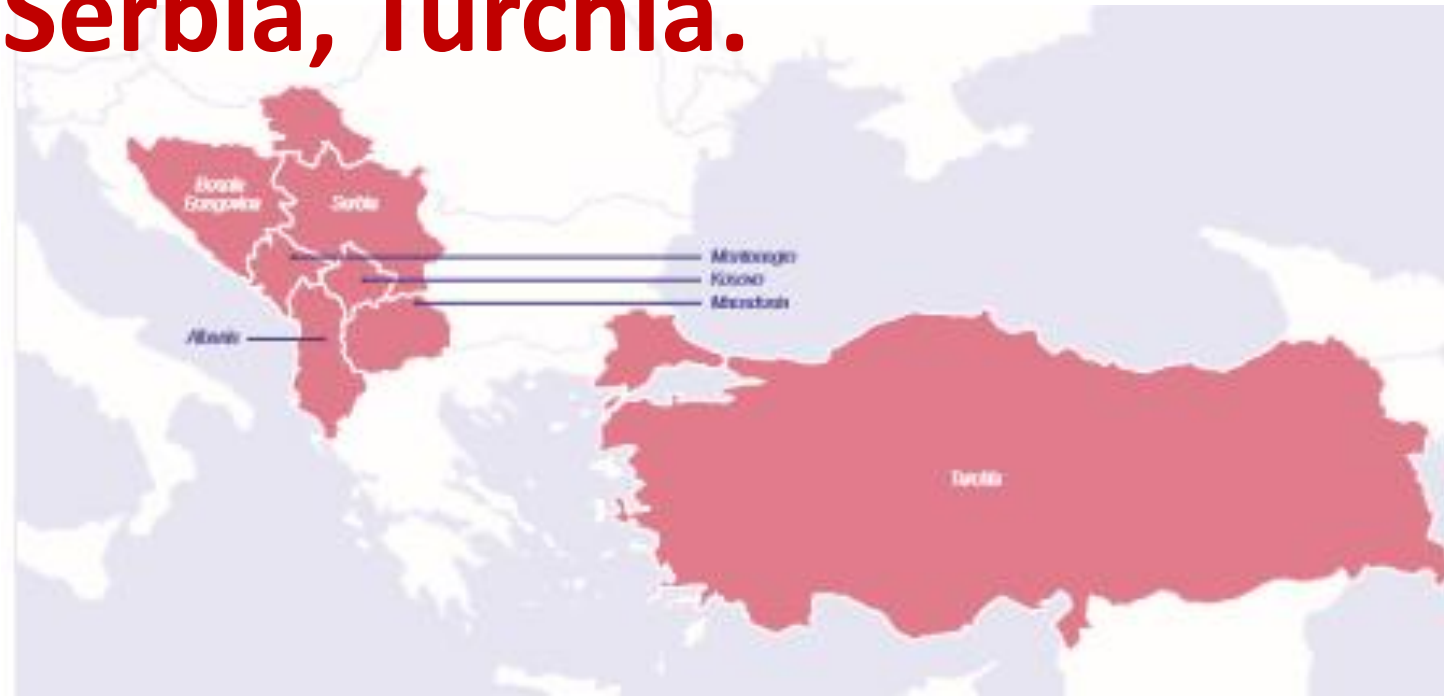 Serbia, Turchia.
Bosnia
Erzegovina
Serbia
Montenegro
Kosovo
Macedonia
Albania
Turchia